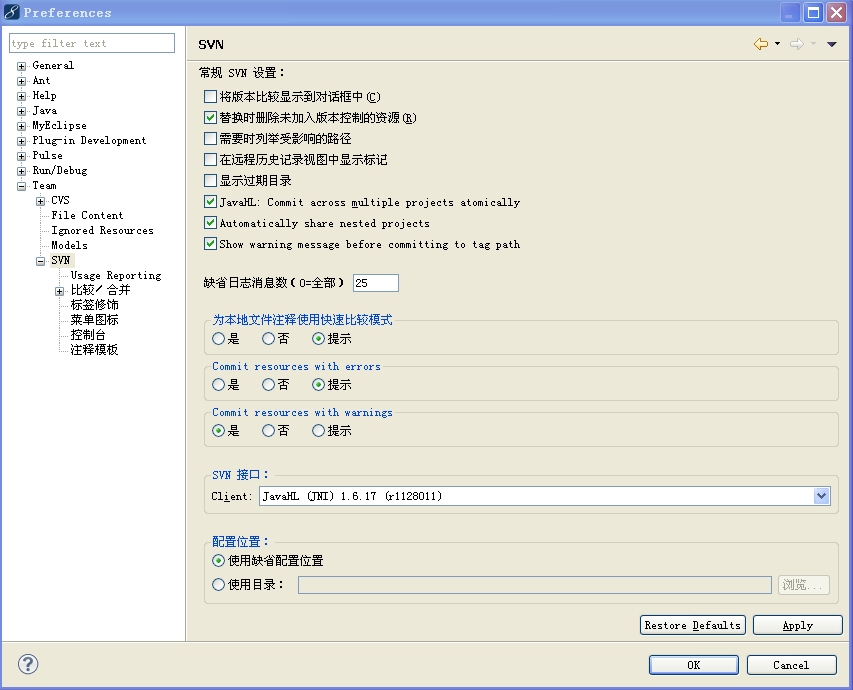 Preferences
type filter text
General
Ant
Help
Java
MyEclipse
Plug-in Development
Pulse
Run/Debug
Team
CVS
File Content
Ignored Resources
Models
SVN
Usage Reporting
比较/合并
标签修饰
菜单图标
控制台
注释模板
SVN
常规 SVN 设置：
将版本比较显示到对话框中(C)
替换时删除未加入版本控制的资源(R)
需要时列举受影响的路径
在远程历史记录视图中显示标记
显示过期目录
JavaHL: Commit across multiple projects atomically
Automatically share nested projects
Show warning message before committing to tag path
缺省日志消息数(0=全部) 25
为本地文件注释使用快速比较模式
是 否 提示
Commit resources with errors
是 否 提示
Commit resources with warnings
是 否 提示
SVN 接口：
Client: JavaHL (JNI) 1.6.17 (r1128011)
配置位置：
使用缺省配置位置
使用目录： 浏览...
Restore Defaults Apply
OK Cancel